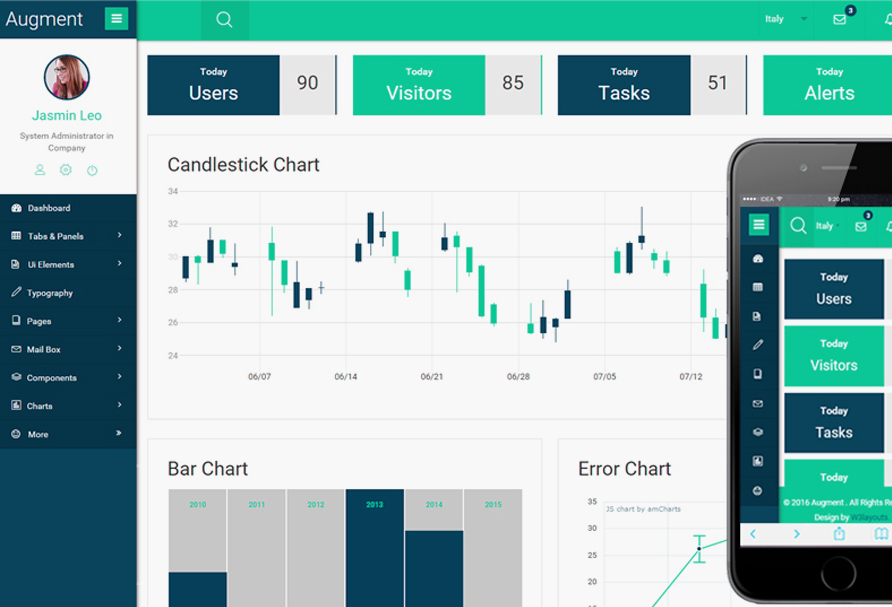 Augment
Italy
3
Jasmin Leo
System Administrator in
Company
Dashboard
Tabs & Panels
Ui Elements
Typography
Pages
Mail Box
Components
Charts
More
Today
Users
90
Today
Visitors
85
Today
Tasks
51
Today
Alerts
Candlestick Chart
34
32
30
28
26
24
06/07
06/14
06/21
06/28
07/05
07/12
Bar Chart
2010
2011
2012
2013
2014
2015
Error Chart
JS chart by amCharts
35
30
25
20
15
IDEA
9:20 pm
Italy
3
Today
Users
Today
Visitors
Today
Tasks
Today
© 2016 Augment . All Rights Re
Design by W3layouts